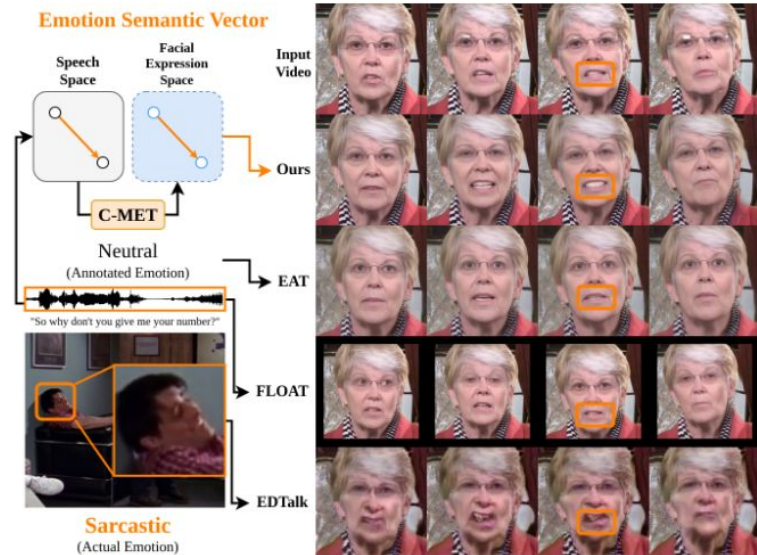 Emotion Semantic Vector
Speech
Space
Facial
Expression
Space
C-MET
Neutral
(Annotated Emotion)
"So why don't you give me your number?"
Sarcastic
(Actual Emotion)
Input
Video
Ours
EAT
FLOAT
EDTalk